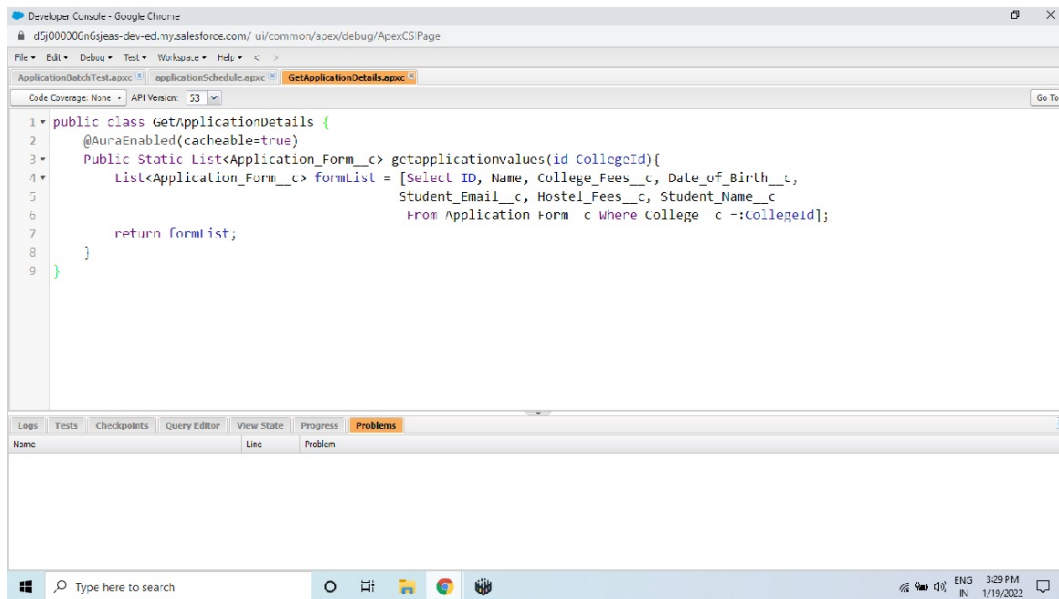 Developer Console - Google Chrome
d5j000006n6sjeas-dev-ed.my.salesforce.com/_ui/common/apex/debug/ApexCSIPage
File Edit Debug Test Workspace Help < >
ApplicationBatchTest.apxc applicationSchedule.apxc GetApplicationDetails.apxc
Code Coverage: None API Version: 53 Go To
1 public class GetApplicationDetails {
2 @AuraEnabled(cacheable=true)
3 Public Static List<Application_Form__c> getapplicationvalues(id CollegeId){
4 List<Application_Form__c> formList = [Select ID, Name, College_Fees__c, Date_of_Birth__c,
5 Student_Email__c, Hostel_Fees__c, Student_Name__c
6 From Application_Form__c Where College__c =:CollegeId];
7 return formList;
8 }
9 }
Logs Tests Checkpoints Query Editor View State Progress Problems
Name Line Problem
Type here to search
ENG 3:29 PM
IN 1/19/2022